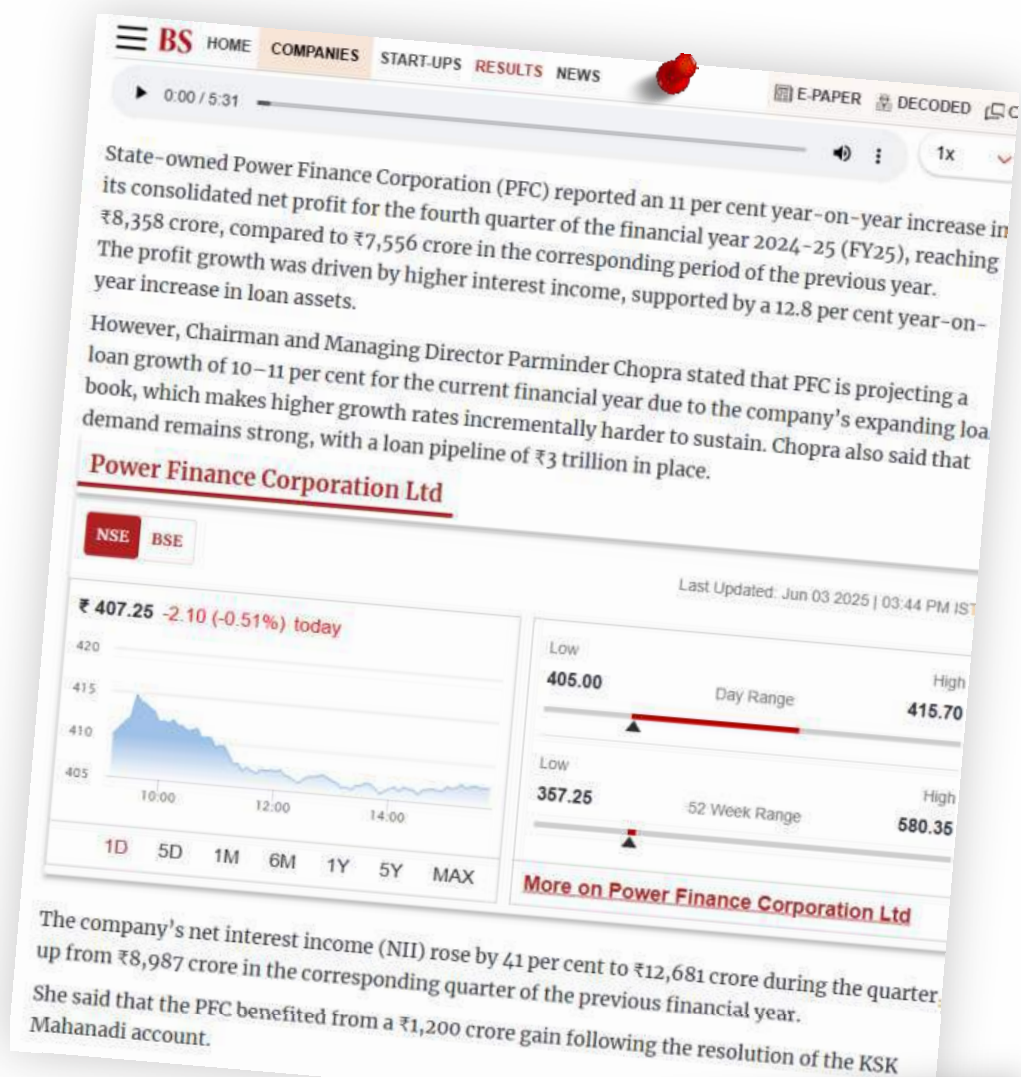 BS HOME COMPANIES START-UPS RESULTS NEWS E-PAPER DECODED
0:00 / 5:31 1x
State-owned Power Finance Corporation (PFC) reported an 11 per cent year-on-year increase in
its consolidated net profit for the fourth quarter of the financial year 2024-25 (FY25), reaching
₹8,358 crore, compared to ₹7,556 crore in the corresponding period of the previous year.
The profit growth was driven by higher interest income, supported by a 12.8 per cent year-on-
year increase in loan assets.
However, Chairman and Managing Director Parminder Chopra stated that PFC is projecting a
loan growth of 10–11 per cent for the current financial year due to the company's expanding loa
book, which makes higher growth rates incrementally harder to sustain. Chopra also said that
demand remains strong, with a loan pipeline of ₹3 trillion in place.
Power Finance Corporation Ltd
NSE BSE
Last Updated: Jun 03 2025 | 03:44 PM IST
₹ 407.25 -2.10 (-0.51%) today
420
415
410
405
10:00 12:00 14:00
1D 5D 1M 6M 1Y 5Y MAX
Low High
405.00 Day Range 415.70
Low High
357.25 52 Week Range 580.35
More on Power Finance Corporation Ltd
The company's net interest income (NII) rose by 41 per cent to ₹12,681 crore during the quarter,
up from ₹8,987 crore in the corresponding quarter of the previous financial year.
She said that the PFC benefited from a ₹1,200 crore gain following the resolution of the KSK
Mahanadi account.